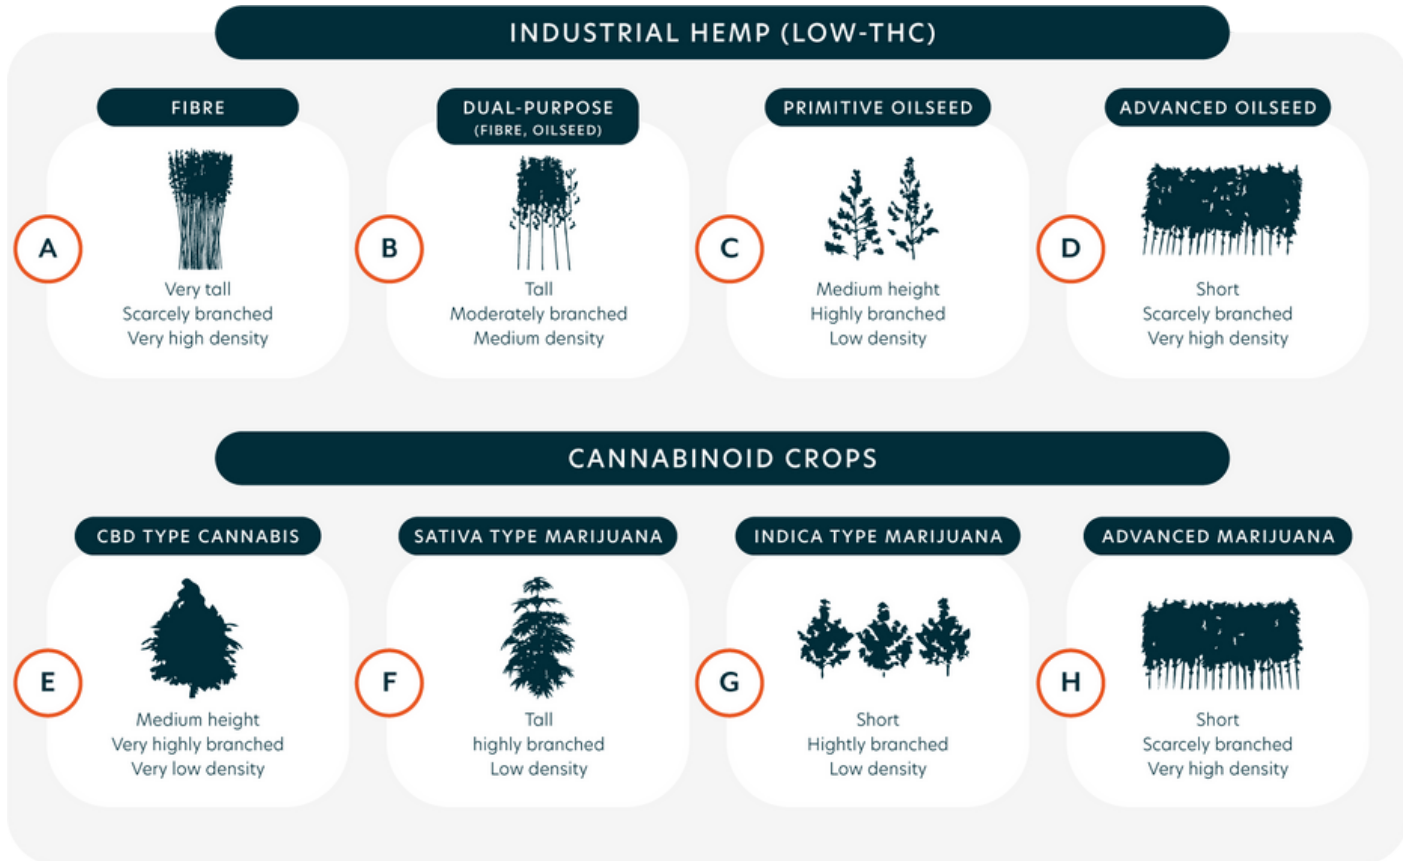 INDUSTRIAL HEMP (LOW-THC)
FIBRE
DUAL-PURPOSE
(FIBRE, OILSEED)
PRIMITIVE OILSEED
ADVANCED OILSEED
A
Very tall
Scarcely branched
Very high density
B
Tall
Moderately branched
Medium density
C
Medium height
Highly branched
Low density
D
Short
Scarcely branched
Very high density
CANNABINOID CROPS
CBD TYPE CANNABIS
SATIVA TYPE MARIJUANA
INDICA TYPE MARIJUANA
ADVANCED MARIJUANA
E
Medium height
Very highly branched
Very low density
F
Tall
highly branched
Low density
G
Short
Hightly branched
Low density
H
Short
Scarcely branched
Very high density